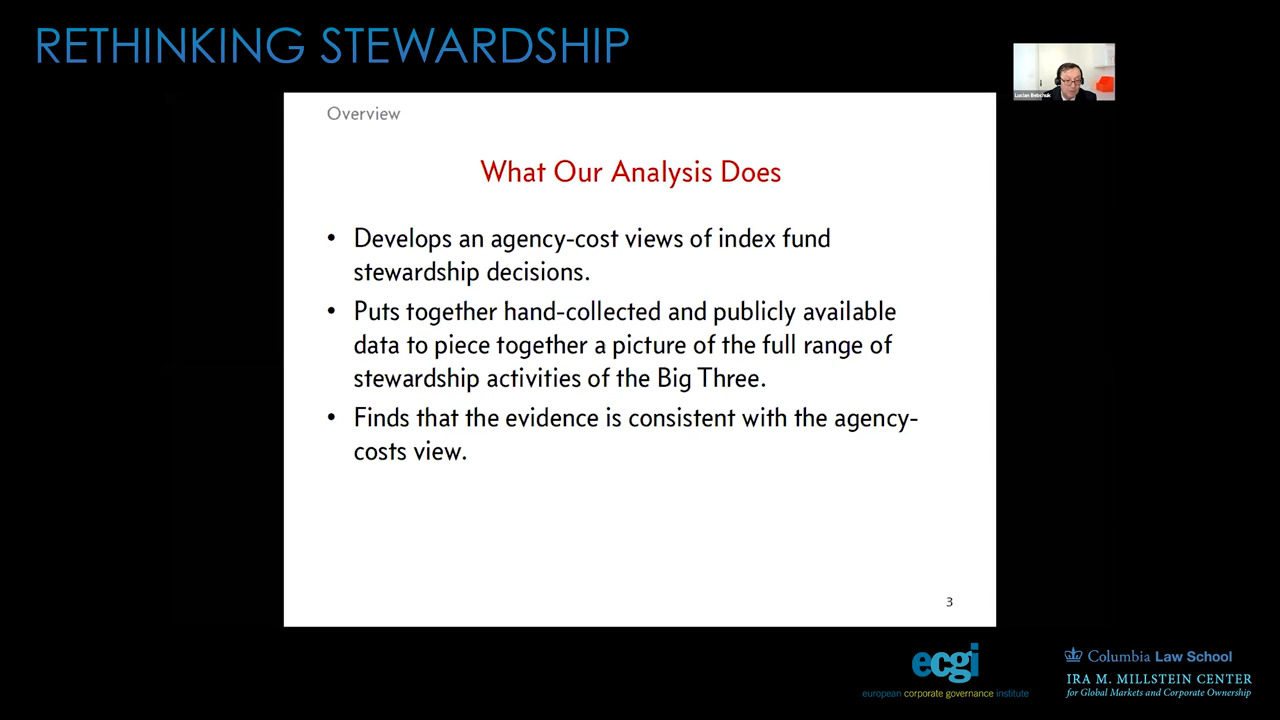 RETHINKING STEWARDSHIP
Lucian Bebchuk
Overview
What Our Analysis Does
• Develops an agency-cost views of index fund
stewardship decisions.
• Puts together hand-collected and publicly available
data to piece together a picture of the full range of
stewardship activities of the Big Three.
• Finds that the evidence is consistent with the agency-
costs view.
3
ecgi
european corporate governance institute
Columbia Law School
IRA M. MILLSTEIN CENTER
for Global Markets and Corporate Ownership